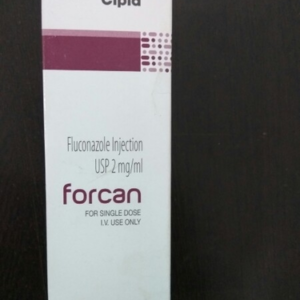 Cipla
Fluconazole Injection
USP 2 mg/ml
forcan
FOR SINGLE DOSE
I.V. USE ONLY